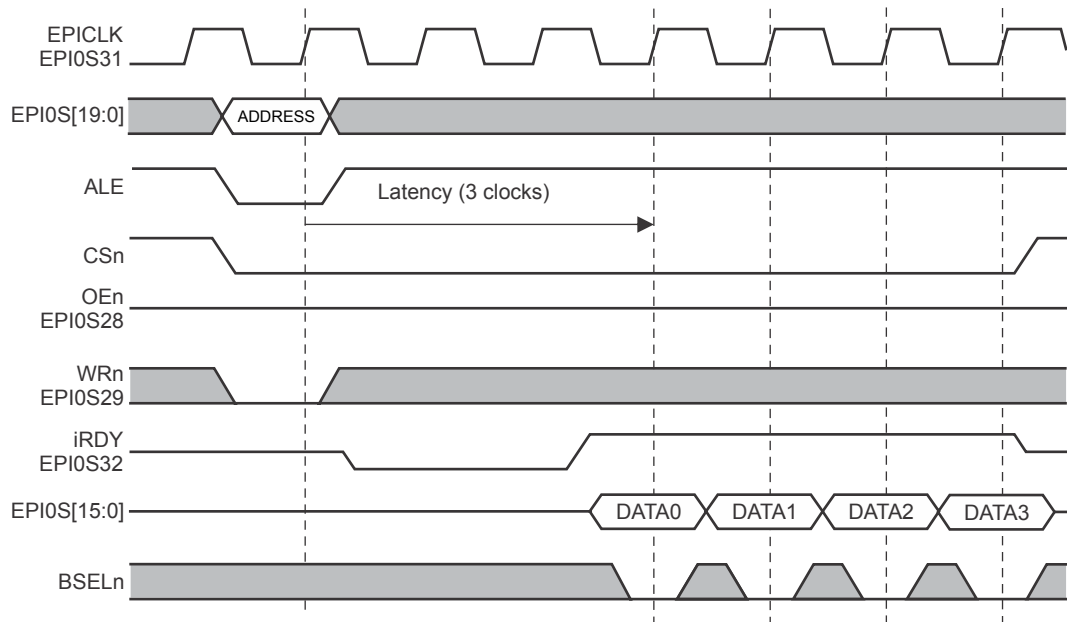 EPICLK
EPI0S31
EPI0S[19:0]
ADDRESS
ALE
Latency (3 clocks)
CSn
OEn
EPI0S28
WRn
EPI0S29
iRDY
EPI0S32
EPI0S[15:0]
DATA0 DATA1 DATA2 DATA3
BSELn